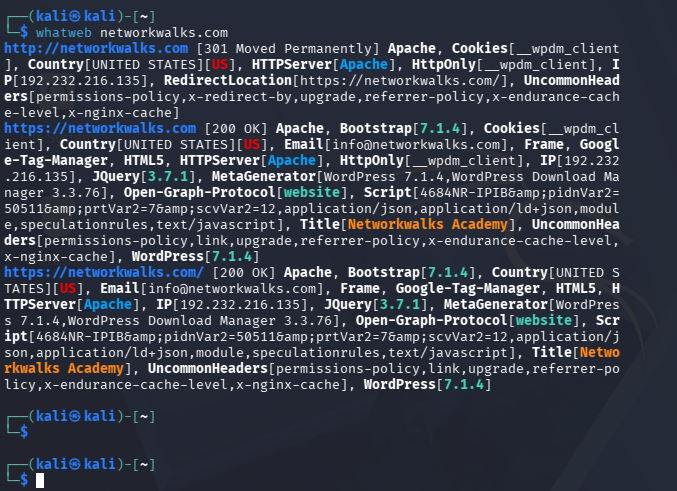 ┌──(kali㉿kali)-[~]
└─$ whatweb networkwalks.com
http://networkwalks.com [301 Moved Permanently] Apache, Cookies[__wpdm_client
], Country[UNITED STATES][US], HTTPServer[Apache], HttpOnly[__wpdm_client], I
P[192.232.216.135], RedirectLocation[https://networkwalks.com/], UncommonHead
ers[permissions-policy,x-redirect-by,upgrade,referrer-policy,x-endurance-cach
e-level,x-nginx-cache]
https://networkwalks.com [200 OK] Apache, Bootstrap[7.1.4], Cookies[__wpdm_cl
ient], Country[UNITED STATES][US], Email[info@networkwalks.com], Frame, Googl
e-Tag-Manager, HTML5, HTTPServer[Apache], HttpOnly[__wpdm_client], IP[192.232
.216.135], JQuery[3.7.1], MetaGenerator[WordPress 7.1.4,WordPress Download Ma
nager 3.3.76], Open-Graph-Protocol[website], Script[4684NR-IPIB&amp;pidnVar2=
50511&amp;prtVar2=7&amp;scvVar2=12,application/json,application/ld+json,modul
e,speculationrules,text/javascript], Title[Networkwalks Academy], UncommonHea
ders[permissions-policy,link,upgrade,referrer-policy,x-endurance-cache-level,
x-nginx-cache], WordPress[7.1.4]
https://networkwalks.com/ [200 OK] Apache, Bootstrap[7.1.4], Country[UNITED S
TATES][US], Email[info@networkwalks.com], Frame, Google-Tag-Manager, HTML5, H
TTPServer[Apache], IP[192.232.216.135], JQuery[3.7.1], MetaGenerator[WordPres
s 7.1.4,WordPress Download Manager 3.3.76], Open-Graph-Protocol[website], Scr
ipt[4684NR-IPIB&amp;pidnVar2=50511&amp;prtVar2=7&amp;scvVar2=12,application/j
son,application/ld+json,module,speculationrules,text/javascript], Title[Netwo
rkwalks Academy], UncommonHeaders[permissions-policy,link,upgrade,referrer-po
licy,x-endurance-cache-level,x-nginx-cache], WordPress[7.1.4]
┌──(kali㉿kali)-[~]
└─$
┌──(kali㉿kali)-[~]
└─$